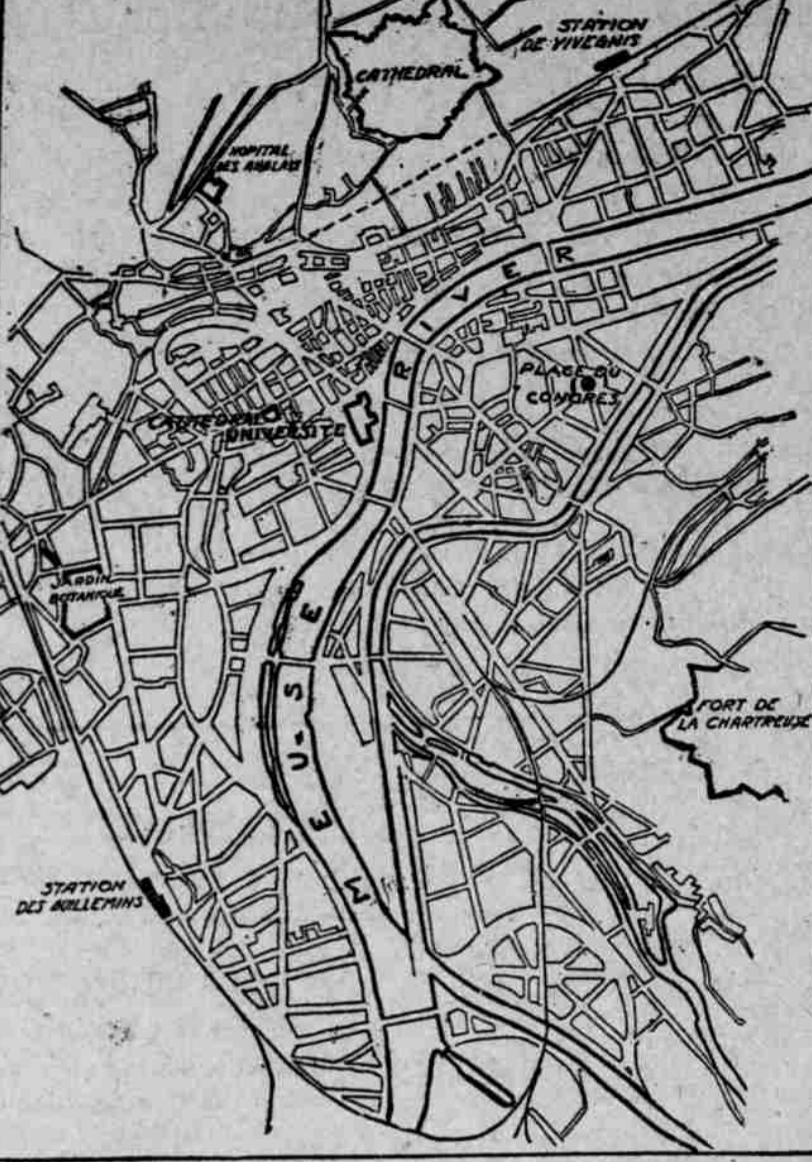 STATION
DE VIVEGNIS
CATHEDRAL
HOPITAL
DES ANGLAIS
RIVER
PLACE DU
CONGRES
CATHEDRAL
UNIVERSITE
JARDIN
BOTANIQUE
MEUSE
FORT DE
LA CHARTREUSE
STATION
DES GUILLEMINS